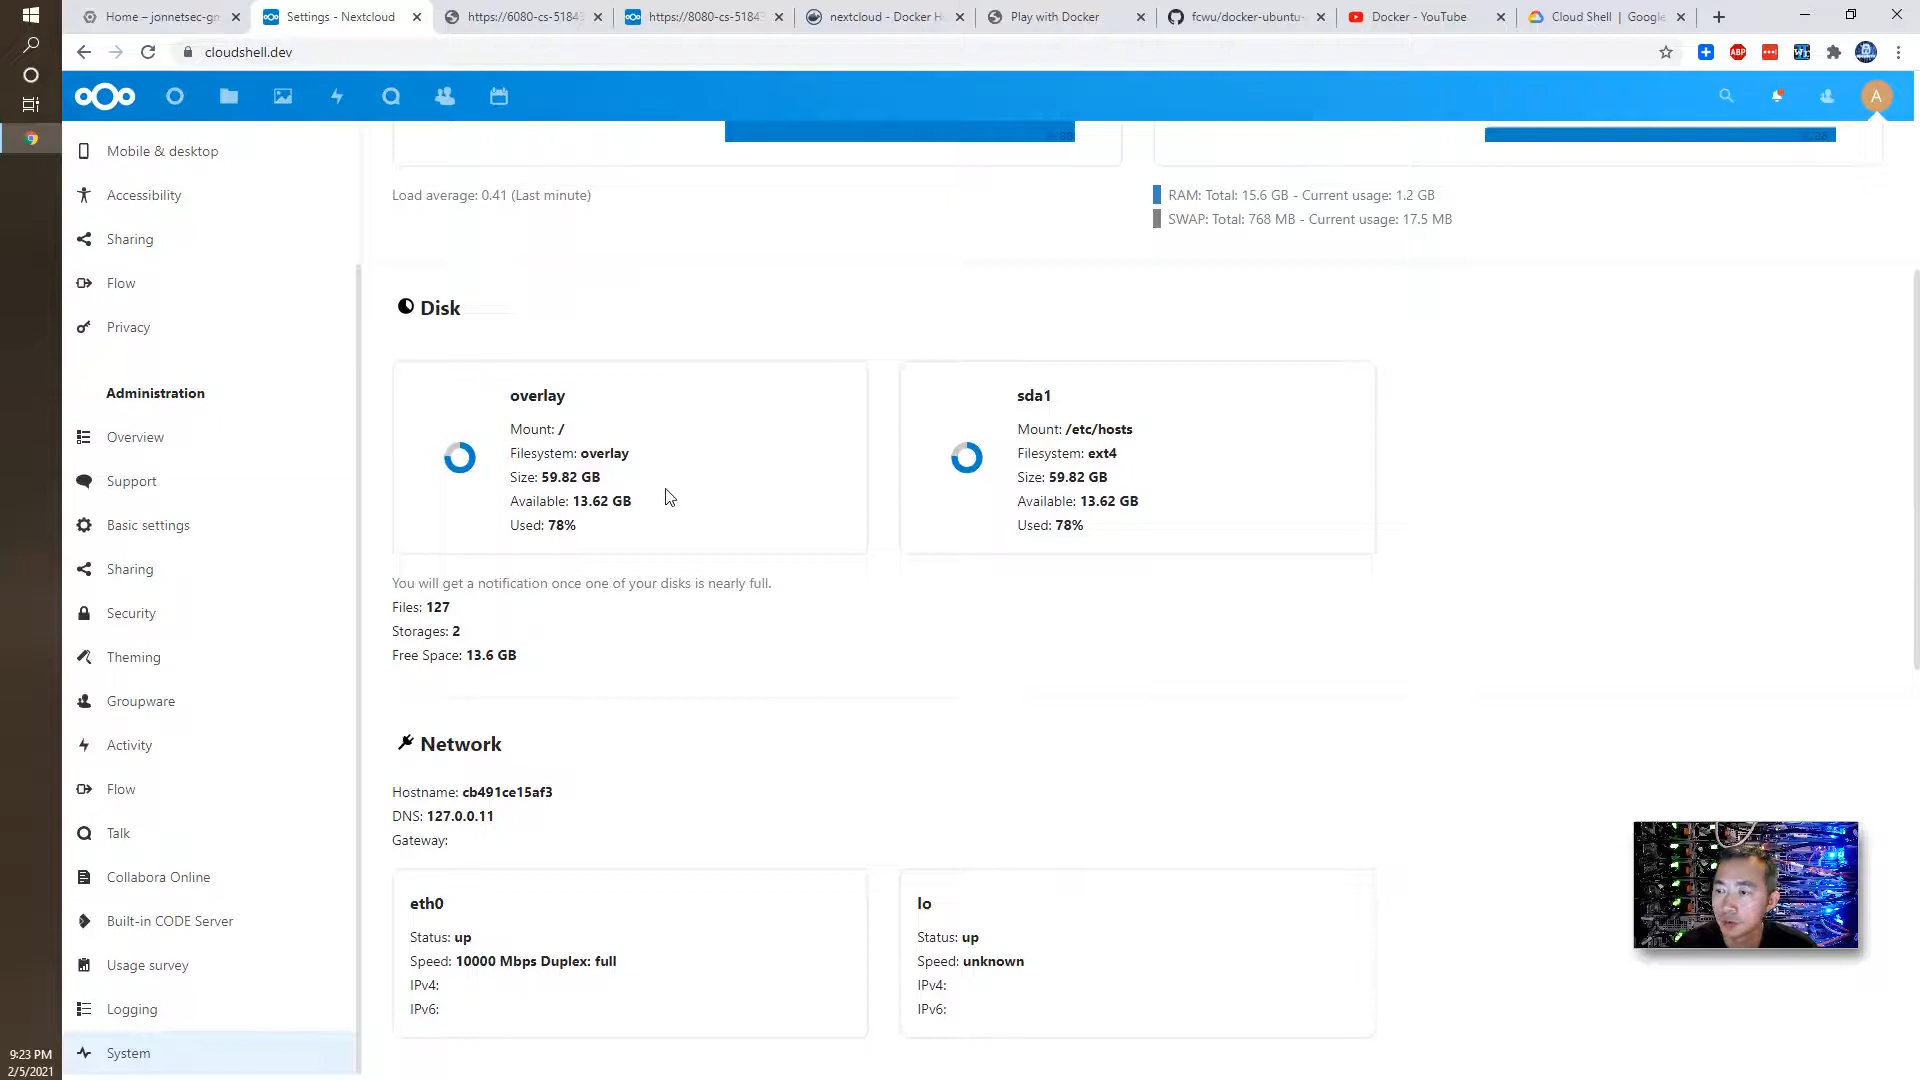 Home – jonnetsec-gn
Settings - Nextcloud
https://6080-cs-5184
https://8080-cs-5184
nextcloud - Docker H
Play with Docker
fcwu/docker-ubuntu-
Docker - YouTube
Cloud Shell | Google
cloudshell.dev
ABP
A
Mobile & desktop
Accessibility
Sharing
Flow
Privacy
Administration
Overview
Support
Basic settings
Sharing
Security
Theming
Groupware
Activity
Flow
Talk
Collabora Online
Built-in CODE Server
Usage survey
Logging
System
Load average: 0.41 (Last minute)
RAM: Total: 15.6 GB - Current usage: 1.2 GB
SWAP: Total: 768 MB - Current usage: 17.5 MB
Disk
overlay
Mount: /
Filesystem: overlay
Size: 59.82 GB
Available: 13.62 GB
Used: 78%
sda1
Mount: /etc/hosts
Filesystem: ext4
Size: 59.82 GB
Available: 13.62 GB
Used: 78%
You will get a notification once one of your disks is nearly full.
Files: 127
Storages: 2
Free Space: 13.6 GB
Network
Hostname: cb491ce15af3
DNS: 127.0.0.11
Gateway:
eth0
Status: up
Speed: 10000 Mbps Duplex: full
IPv4:
IPv6:
lo
Status: up
Speed: unknown
IPv4:
IPv6:
9:23 PM
2/5/2021